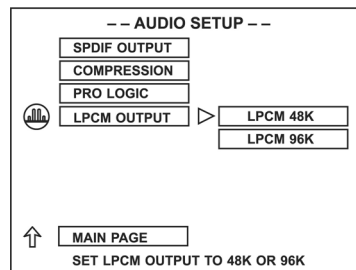 -- AUDIO SETUP --
SPDIF OUTPUT
COMPRESSION
PRO LOGIC
LPCM OUTPUT
LPCM 48K
LPCM 96K
MAIN PAGE
SET LPCM OUTPUT TO 48K OR 96K